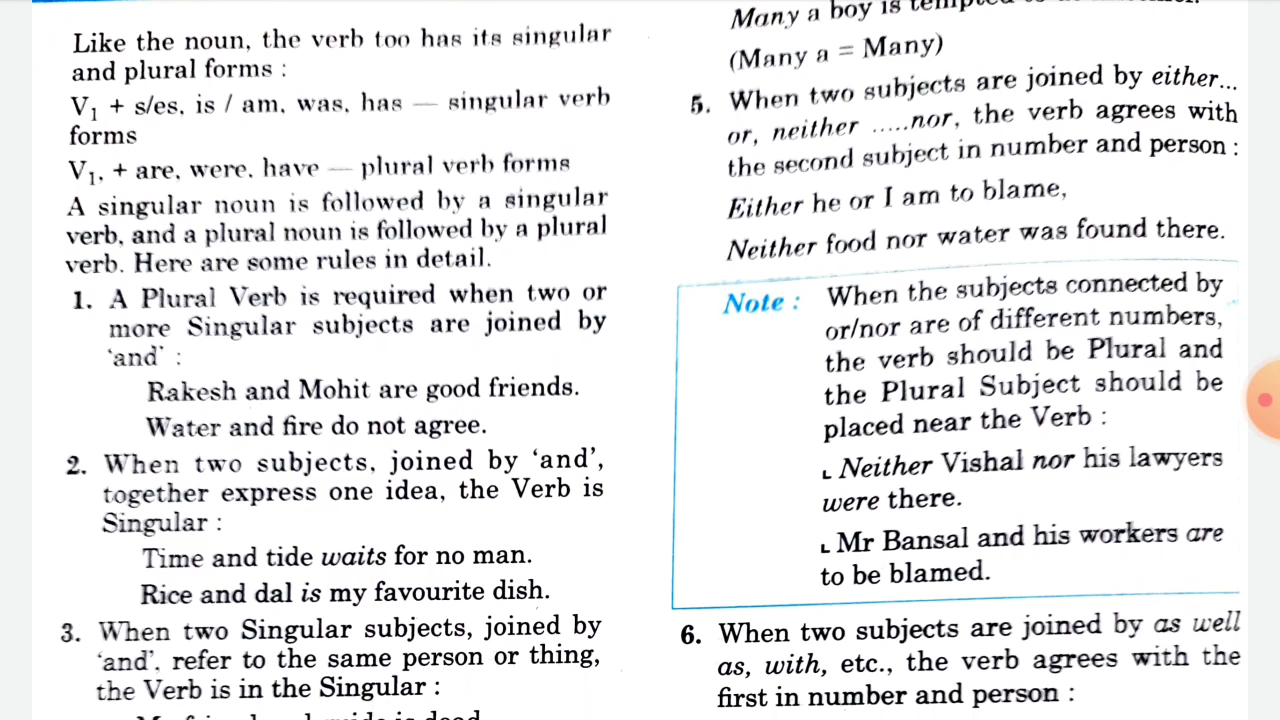 Like the noun, the verb too has its singular
and plural forms :
V₁ + s/es, is / am, was, has — singular verb
forms
V₁, + are, were, have — plural verb forms
A singular noun is followed by a singular
verb, and a plural noun is followed by a plural
verb. Here are some rules in detail.
1. A Plural Verb is required when two or
more Singular subjects are joined by
‘and’ :
Rakesh and Mohit are good friends.
Water and fire do not agree.
2. When two subjects, joined by ‘and’,
together express one idea, the Verb is
Singular :
Time and tide waits for no man.
Rice and dal is my favourite dish.
3. When two Singular subjects, joined by
‘and’, refer to the same person or thing,
the Verb is in the Singular :
Many a boy is
(Many a = Many)
5. When two subjects are joined by either...
or, neither .....nor, the verb agrees with
the second subject in number and person :
Either he or I am to blame,
Neither food nor water was found there.
Note : When the subjects connected by
or/nor are of different numbers,
the verb should be Plural and
the Plural Subject should be
placed near the Verb :
Neither Vishal nor his lawyers
were there.
Mr Bansal and his workers are
to be blamed.
6. When two subjects are joined by as well
as, with, etc., the verb agrees with the
first in number and person :